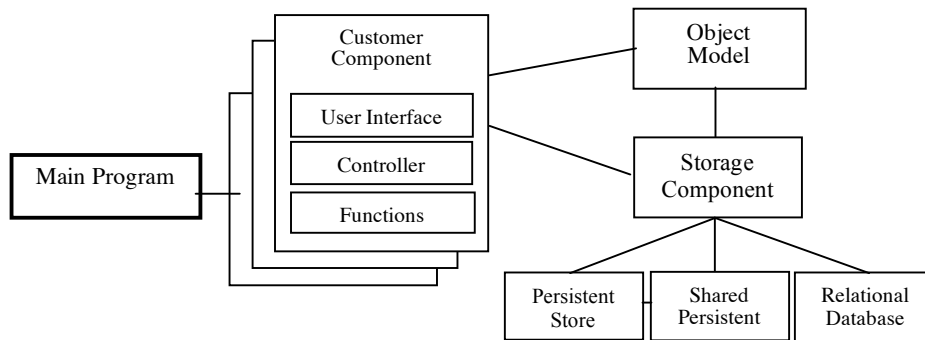 Customer
Component
User Interface
Controller
Functions
Main Program
Object
Model
Storage
Component
Persistent
Store
Shared
Persistent
Relational
Database